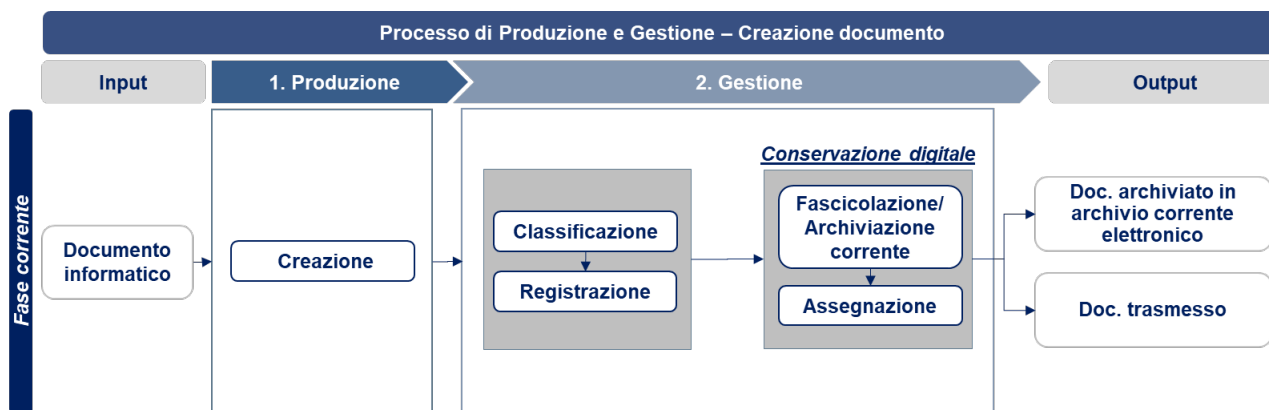 Processo di Produzione e Gestione – Creazione documento
Input
1. Produzione
2. Gestione
Output
Fase corrente
Documento
informatico
Creazione
Classificazione
Registrazione
Conservazione digitale
Fascicolazione/
Archiviazione
corrente
Assegnazione
Doc. archiviato in
archivio corrente
elettronico
Doc. trasmesso